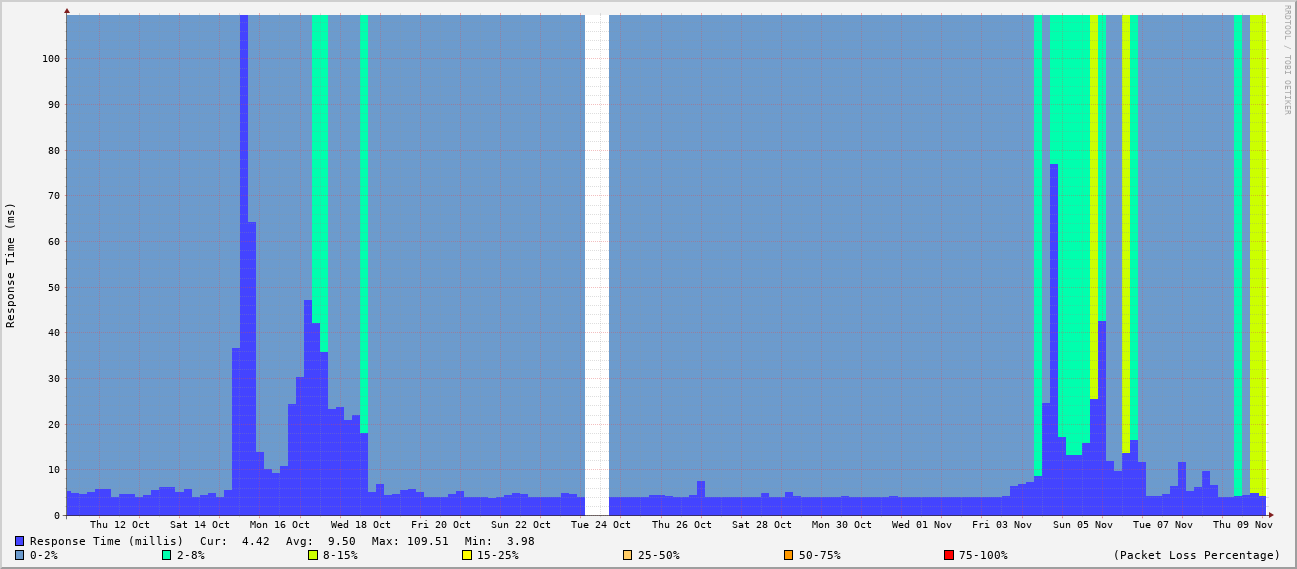 RRDTOOL / TOBI OETIKER
Response Time (ms)
100
90
80
70
60
50
40
30
20
10
0
Thu 12 Oct Sat 14 Oct Mon 16 Oct Wed 18 Oct Fri 20 Oct Sun 22 Oct Tue 24 Oct Thu 26 Oct Sat 28 Oct Mon 30 Oct Wed 01 Nov Fri 03 Nov Sun 05 Nov Tue 07 Nov Thu 09 Nov
Response Time (millis) Cur: 4.42 Avg: 9.50 Max: 109.51 Min: 3.98
0-2% 2-8% 8-15% 15-25% 25-50% 50-75% 75-100% (Packet Loss Percentage)